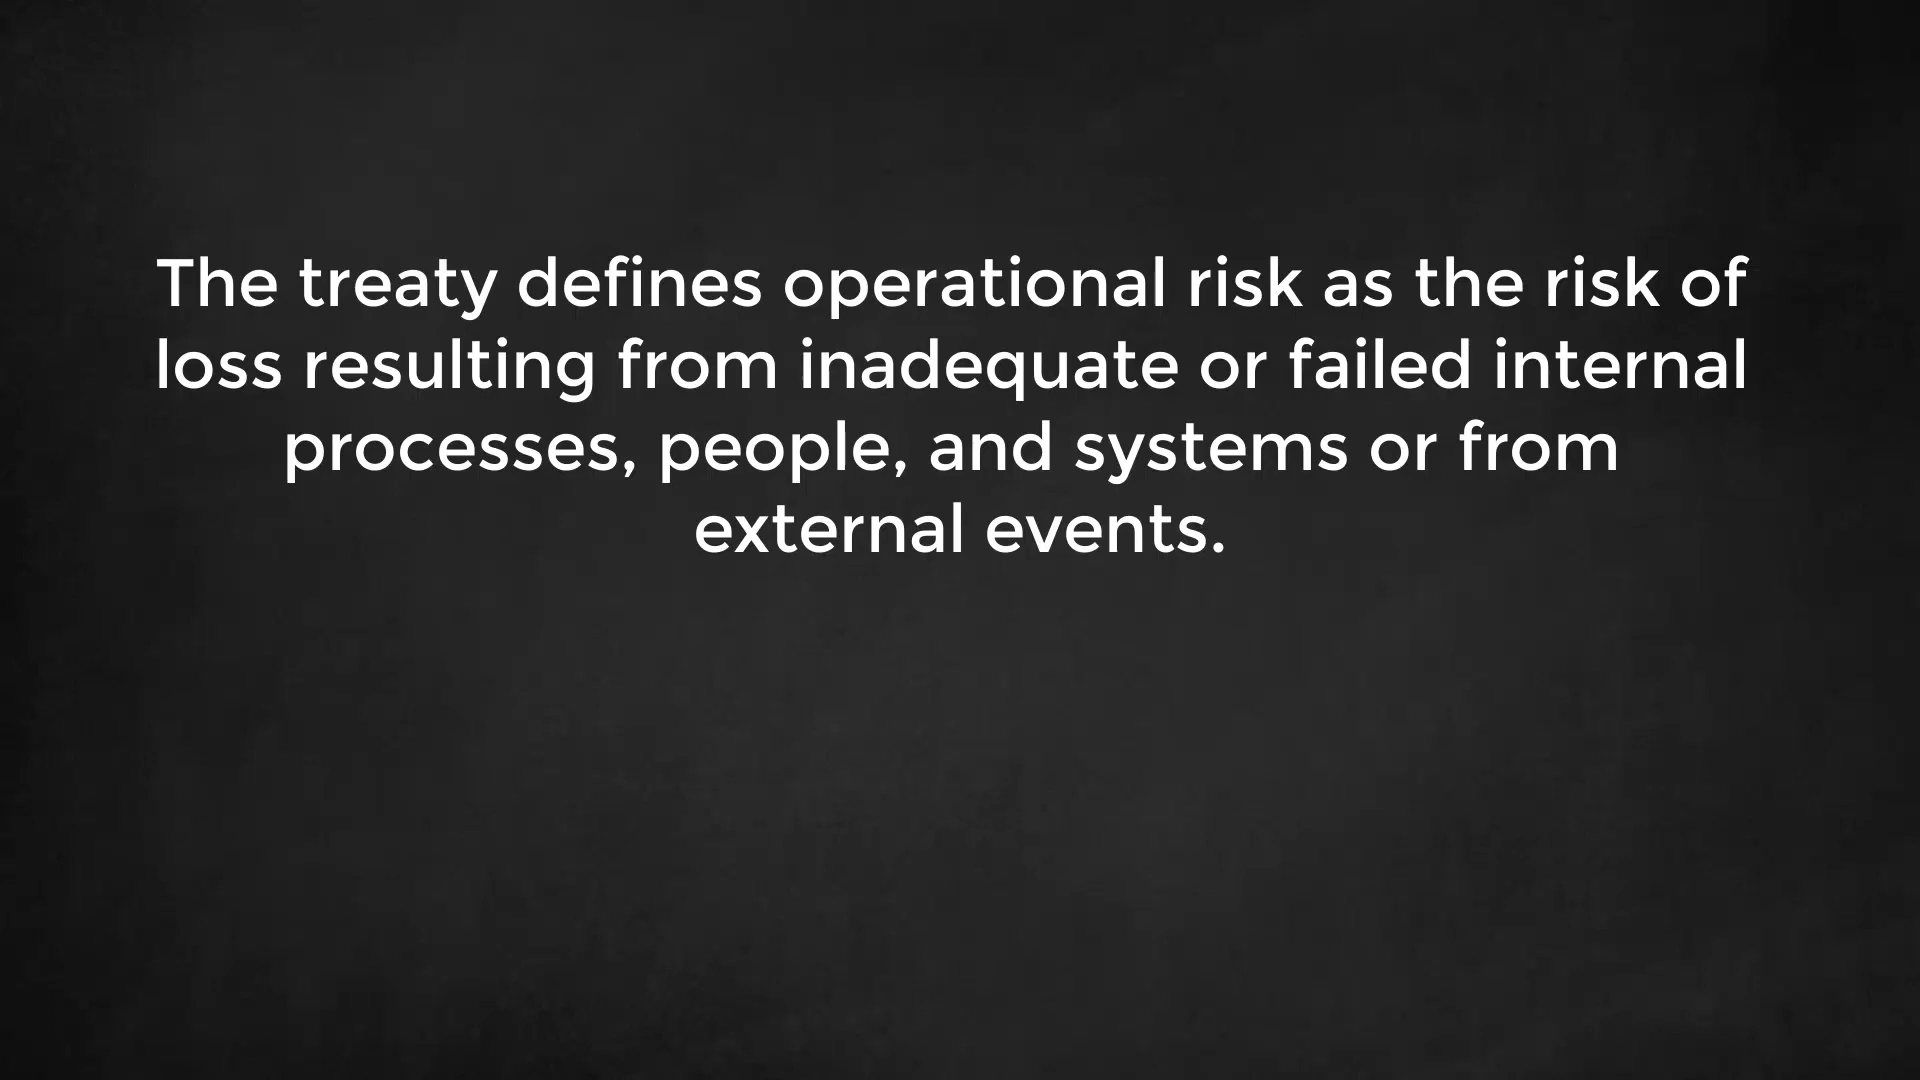 The treaty defines operational risk as the risk of
loss resulting from inadequate or failed internal
processes, people, and systems or from
external events.